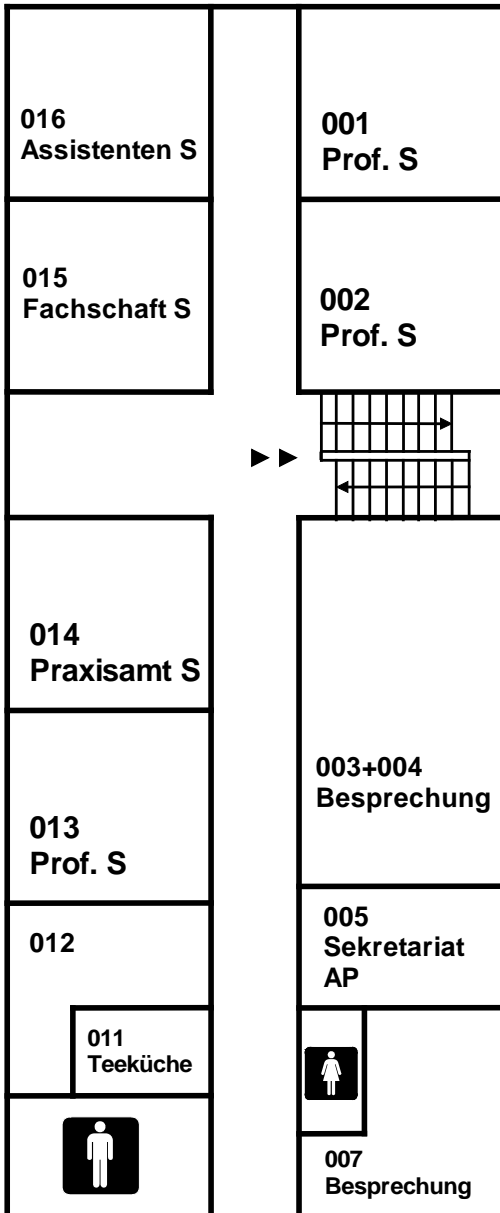 016
Assistenten S
001
Prof. S
015
Fachschaft S
002
Prof. S
014
Praxisamt S
003+004
Besprechung
013
Prof. S
005
Sekretariat
AP
012
011
Teeküche
007
Besprechung